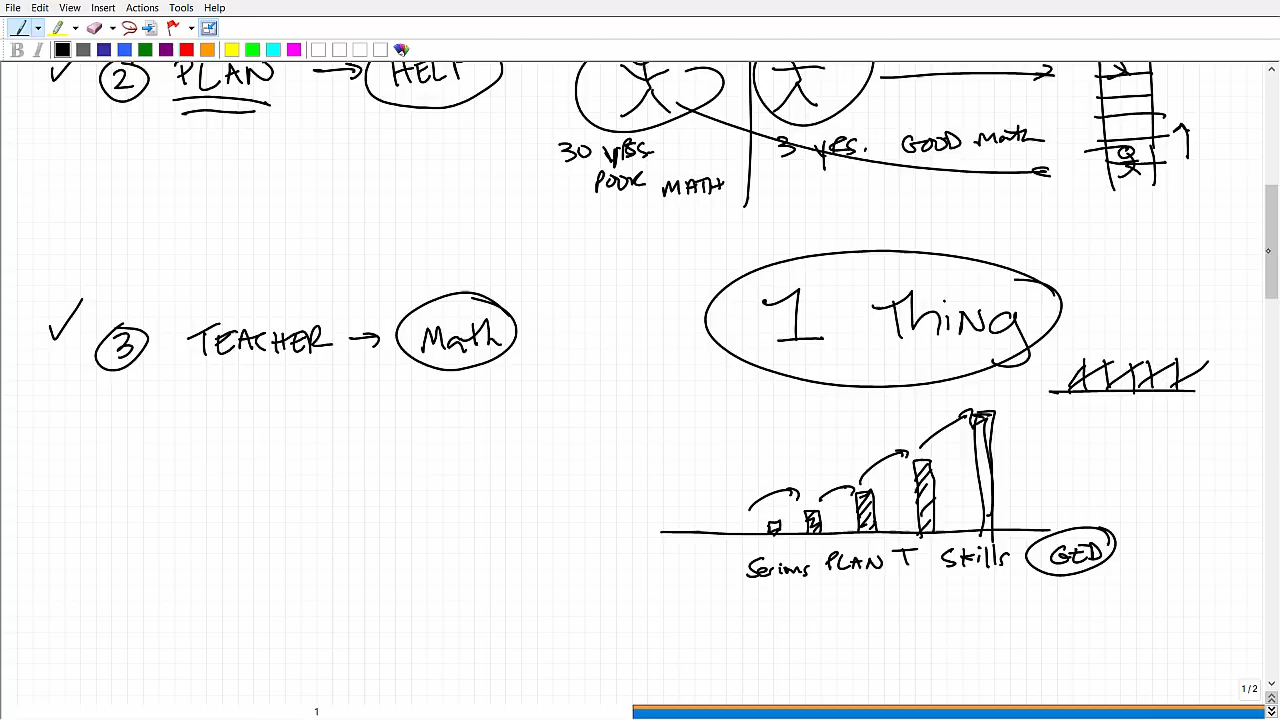 File Edit View Insert Actions Tools Help
B I
2 PLAN → HELP
30 YRS. 3 YRS. GOOD Math
POOR MATH
1 Thing
3 TEACHER → Math
Serious PLAN T Skills GED
1/2
1